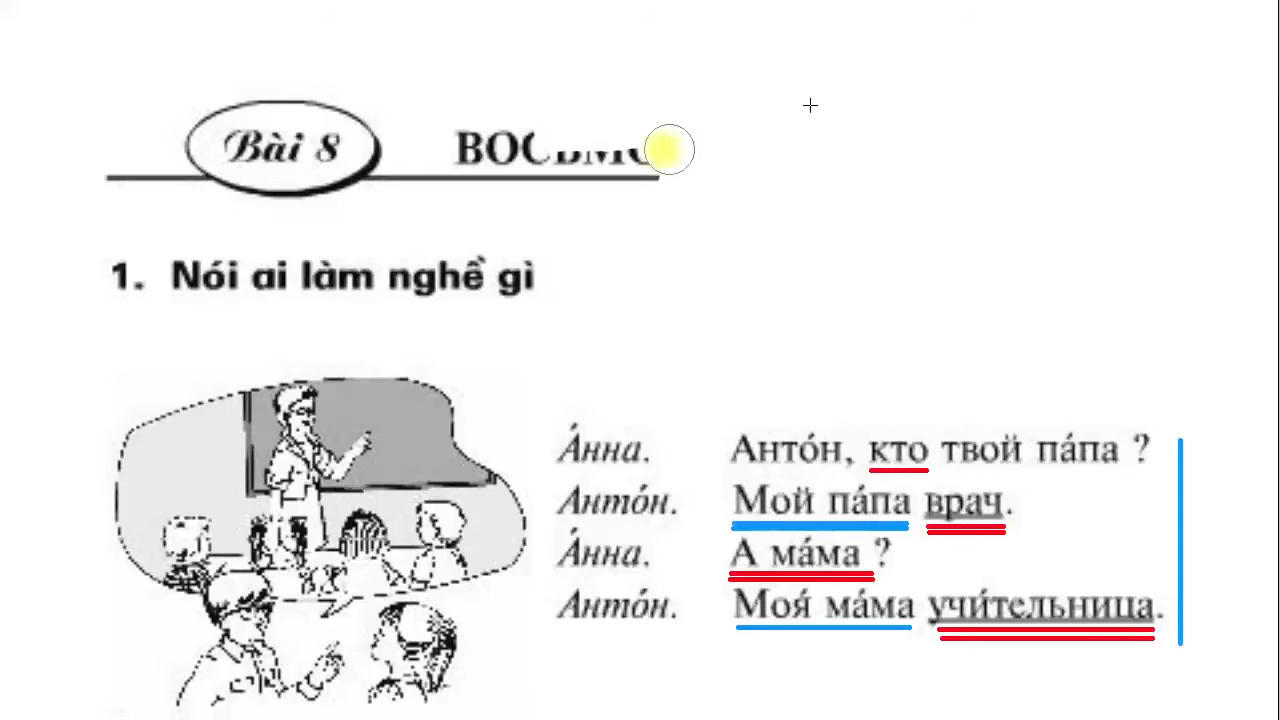 Bài 8
1. Nói ai làm nghề gì
А́нна. Анто́н, кто твой па́па ?
Анто́н. Мой па́па врач.
А́нна. А ма́ма ?
Анто́н. Моя́ ма́ма учи́тельница.